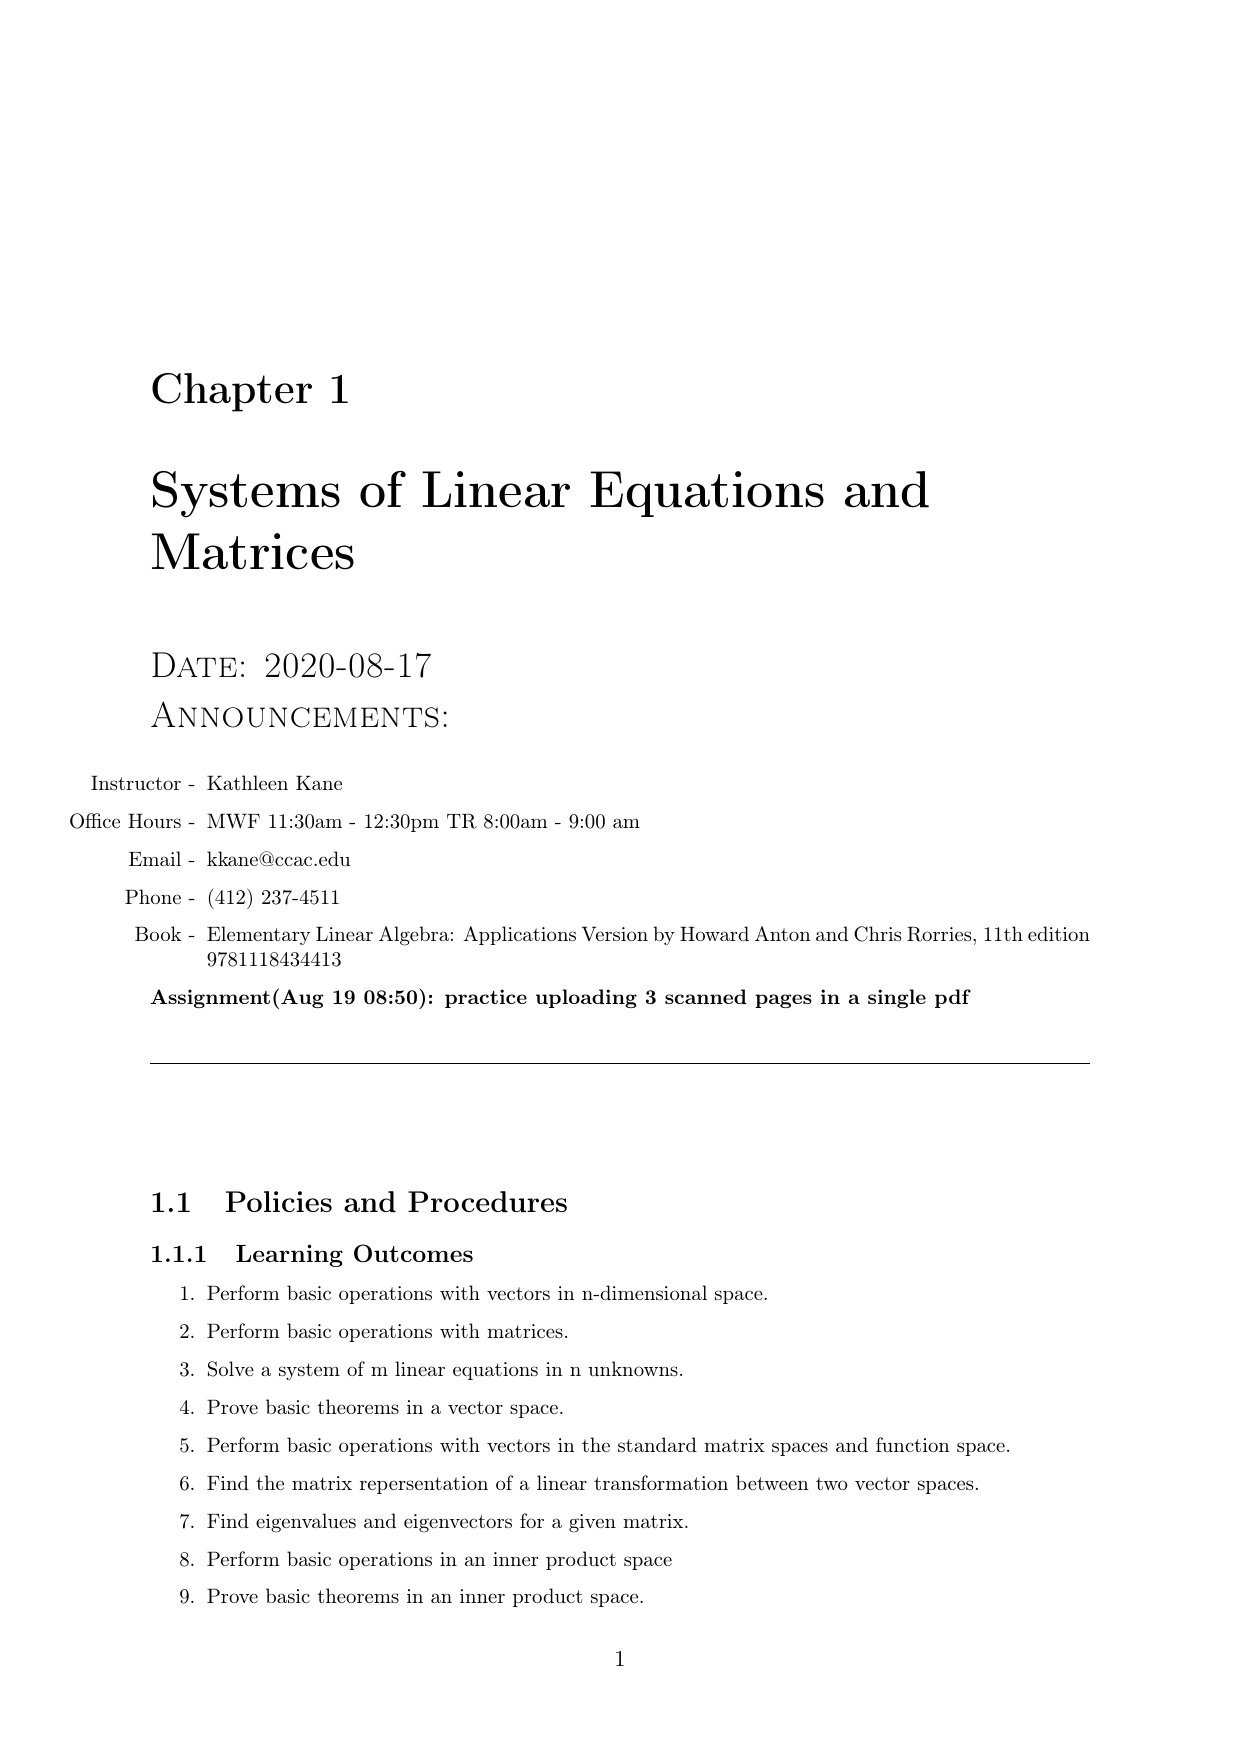 Chapter 1
Systems of Linear Equations and
Matrices
Date: 2020-08-17
Announcements:
Instructor - Kathleen Kane
Office Hours - MWF 11:30am - 12:30pm TR 8:00am - 9:00 am
Email - kkane@ccac.edu
Phone - (412) 237-4511
Book - Elementary Linear Algebra: Applications Version by Howard Anton and Chris Rorries, 11th edition
9781118434413
Assignment(Aug 19 08:50): practice uploading 3 scanned pages in a single pdf
1.1 Policies and Procedures
1.1.1 Learning Outcomes
1. Perform basic operations with vectors in n-dimensional space.
2. Perform basic operations with matrices.
3. Solve a system of m linear equations in n unknowns.
4. Prove basic theorems in a vector space.
5. Perform basic operations with vectors in the standard matrix spaces and function space.
6. Find the matrix repersentation of a linear transformation between two vector spaces.
7. Find eigenvalues and eigenvectors for a given matrix.
8. Perform basic operations in an inner product space
9. Prove basic theorems in an inner product space.
1